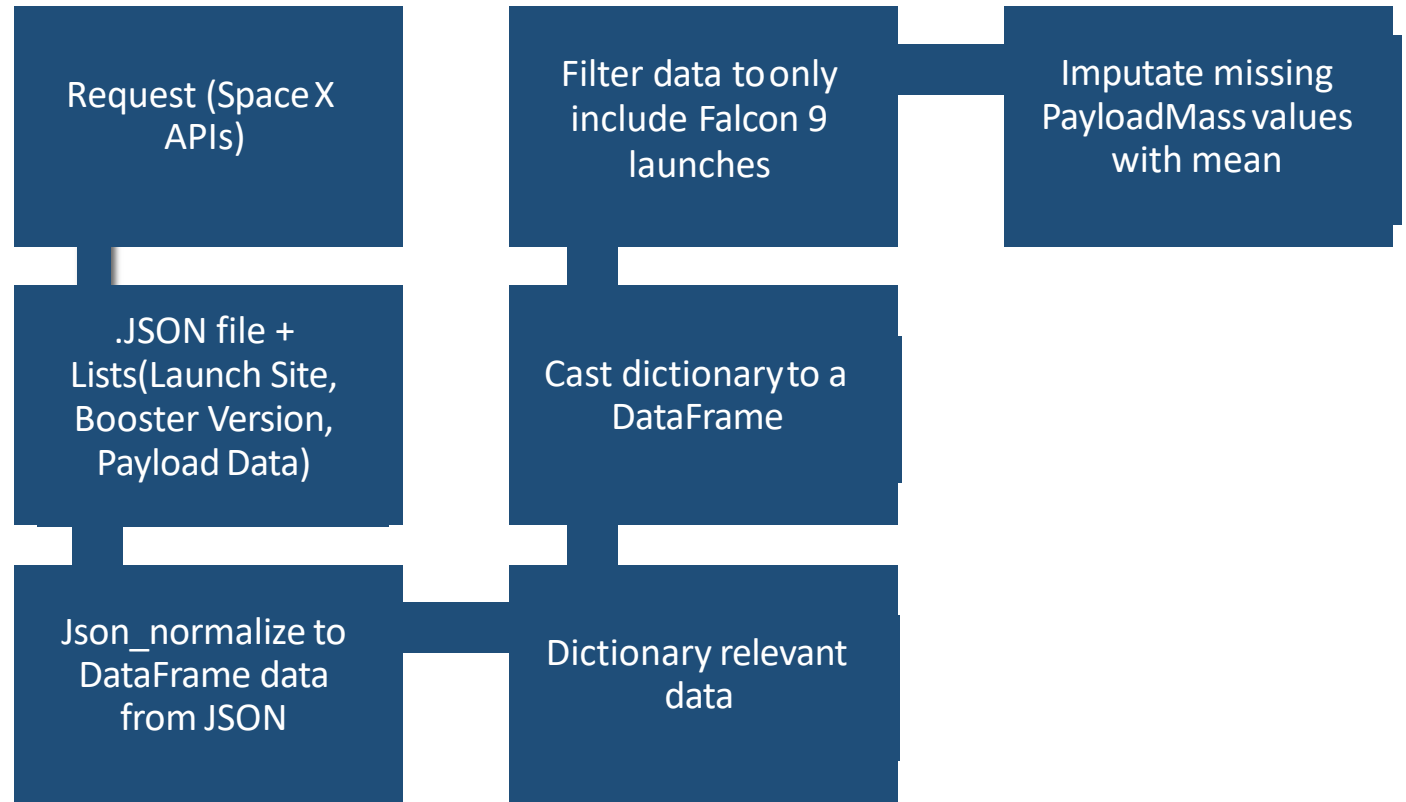 Request (Space X
APIs)
.JSON file +
Lists(Launch Site,
Booster Version,
Payload Data)
Json_normalize to
DataFrame data
from JSON
Dictionary relevant
data
Cast dictionary to a
DataFrame
Filter data to only
include Falcon 9
launches
Imputate missing
PayloadMass values
with mean